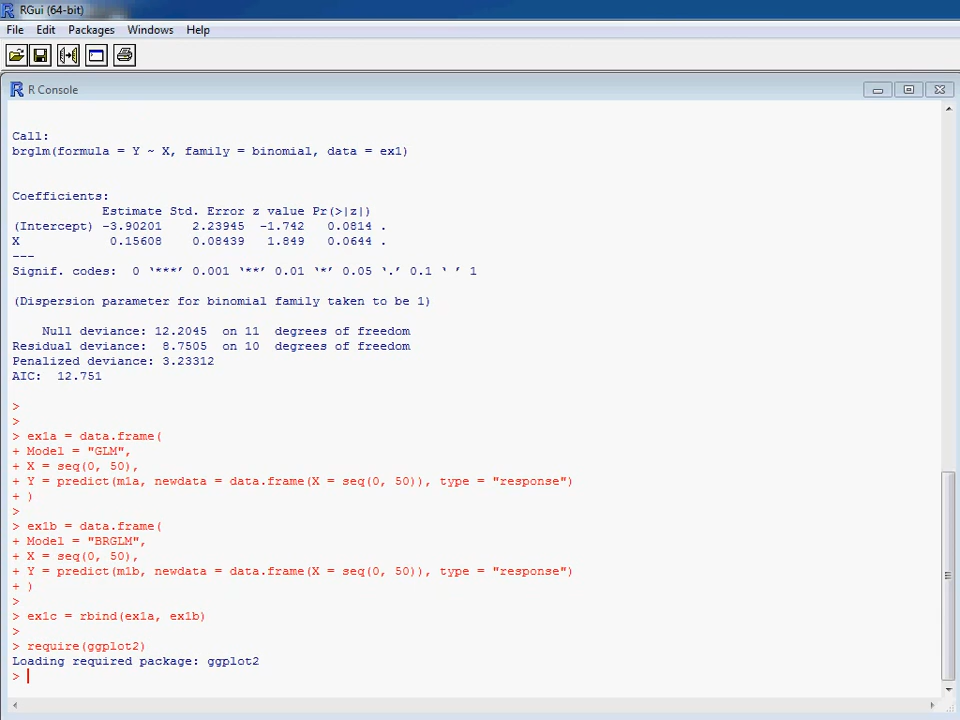 RGui (64-bit)
File Edit Packages Windows Help
R Console
Call:
brglm(formula = Y ~ X, family = binomial, data = ex1)
Coefficients:
Estimate Std. Error z value Pr(>|z|)
(Intercept) -3.90201 2.23945 -1.742 0.0814 .
X 0.15608 0.08439 1.849 0.0644 .
---
Signif. codes: 0 ‘***’ 0.001 ‘**’ 0.01 ‘*’ 0.05 ‘.’ 0.1 ‘ ’ 1
(Dispersion parameter for binomial family taken to be 1)
Null deviance: 12.2045 on 11 degrees of freedom
Residual deviance: 8.7505 on 10 degrees of freedom
Penalized deviance: 3.23312
AIC: 12.751
>
>
> ex1a = data.frame(
+ Model = "GLM",
+ X = seq(0, 50),
+ Y = predict(m1a, newdata = data.frame(X = seq(0, 50)), type = "response")
+ )
>
> ex1b = data.frame(
+ Model = "BRGLM",
+ X = seq(0, 50),
+ Y = predict(m1b, newdata = data.frame(X = seq(0, 50)), type = "response")
+ )
>
> ex1c = rbind(ex1a, ex1b)
>
> require(ggplot2)
Loading required package: ggplot2
>